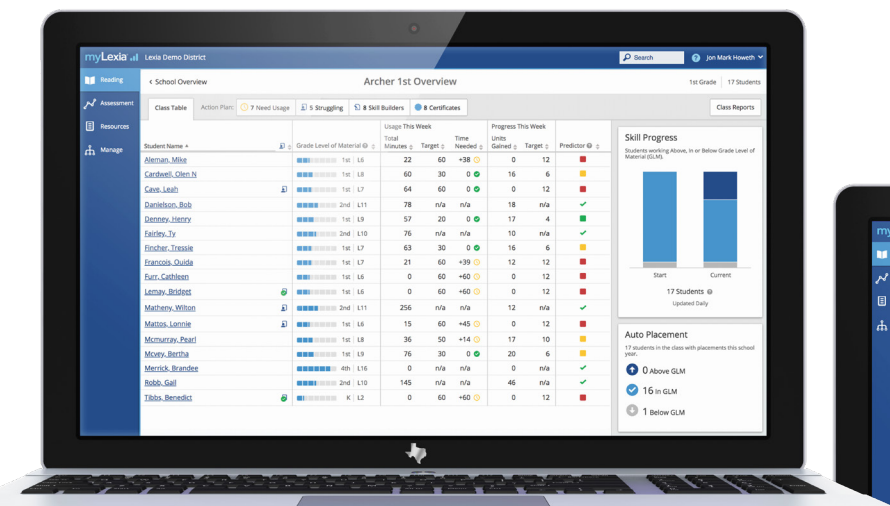 myLexia Lexia Demo District Search Jon Mark Howeth
Reading
Assessment
Resources
Manage
School Overview Archer 1st Overview 1st Grade 17 Students
Class Table Action Plan: 7 Need Usage 5 Struggling 8 Skill Builders 8 Certificates Class Reports
Usage This Week Progress This Week
Student Name Grade Level of Material Total Minutes Target Time Needed Units Gained Target Predictor
Aleman, Mike 1st L6 22 60 +38 0 12
Cardwell, Olen N 1st L8 60 30 0 16 6
Cave, Leah 1st L7 64 60 0 0 12
Danielson, Bob 2nd L11 78 n/a n/a 18 n/a
Denney, Henry 1st L9 57 20 0 17 4
Fairley, Ty 2nd L10 76 n/a n/a 10 n/a
Fincher, Tressie 1st L7 63 30 0 16 6
Francois, Ouida 1st L7 21 60 +39 12 12
Furr, Cathleen 1st L6 0 60 +60 0 12
Lemay, Bridget 1st L6 0 60 +60 0 12
Matheny, Wilton 2nd L11 256 n/a n/a 12 n/a
Mattos, Lonnie 1st L6 15 60 +45 0 12
Mcmurray, Pearl 1st L8 36 50 +14 17 10
Mcvey, Bertha 1st L9 76 30 0 20 6
Merrick, Brandee 4th L16 0 n/a n/a 0 n/a
Robb, Gail 2nd L10 145 n/a n/a 46 n/a
Tibbs, Benedict K L2 0 60 +60 0 12
Skill Progress
Students working Above, In or Below Grade Level of
Material (GLM).
Start Current
17 Students
Updated Daily
Auto Placement
17 students in the class with placements this school
year.
0 Above GLM
16 In GLM
1 Below GLM
my